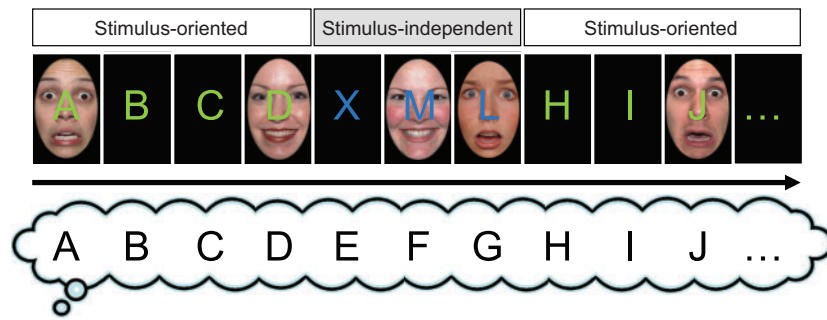 Stimulus-oriented Stimulus-independent Stimulus-oriented
A B C D X M L H I J ...
A B C D E F G H I J ...